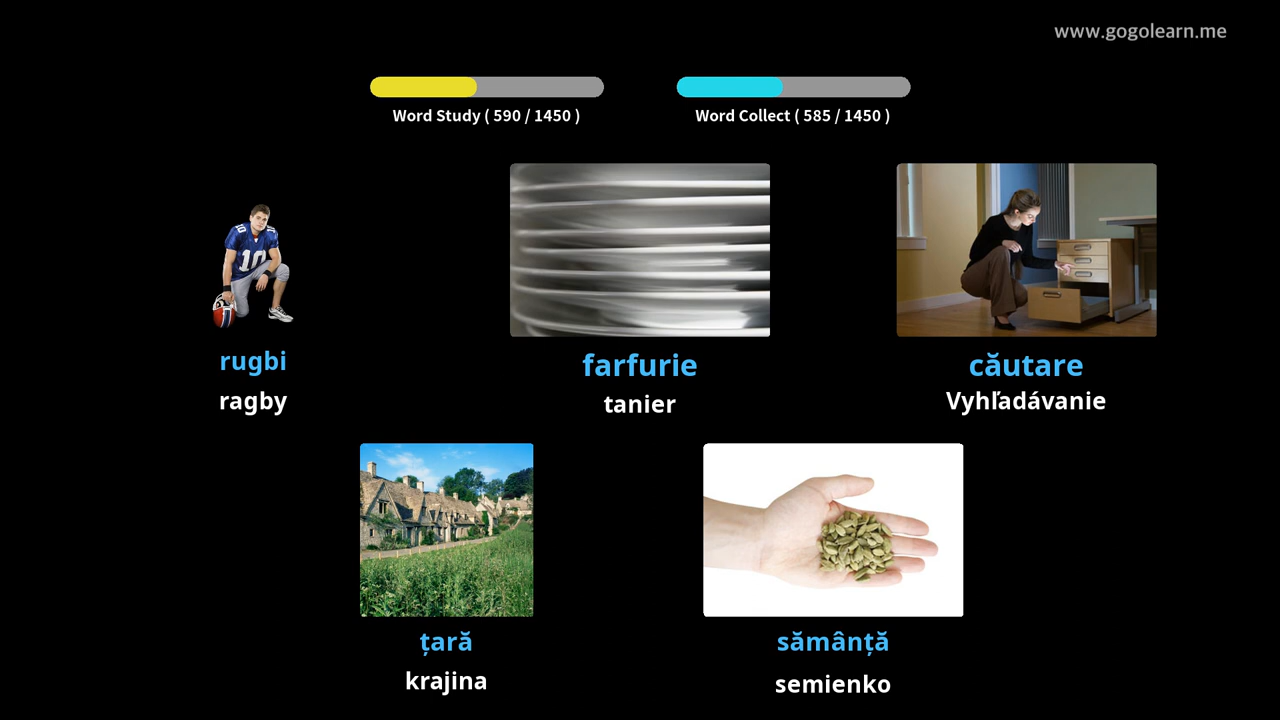 www.gogolearn.me
Word Study ( 590 / 1450 )
Word Collect ( 585 / 1450 )
rugbi
ragby
farfurie
tanier
căutare
Vyhľadávanie
țară
krajina
sămânță
semienko